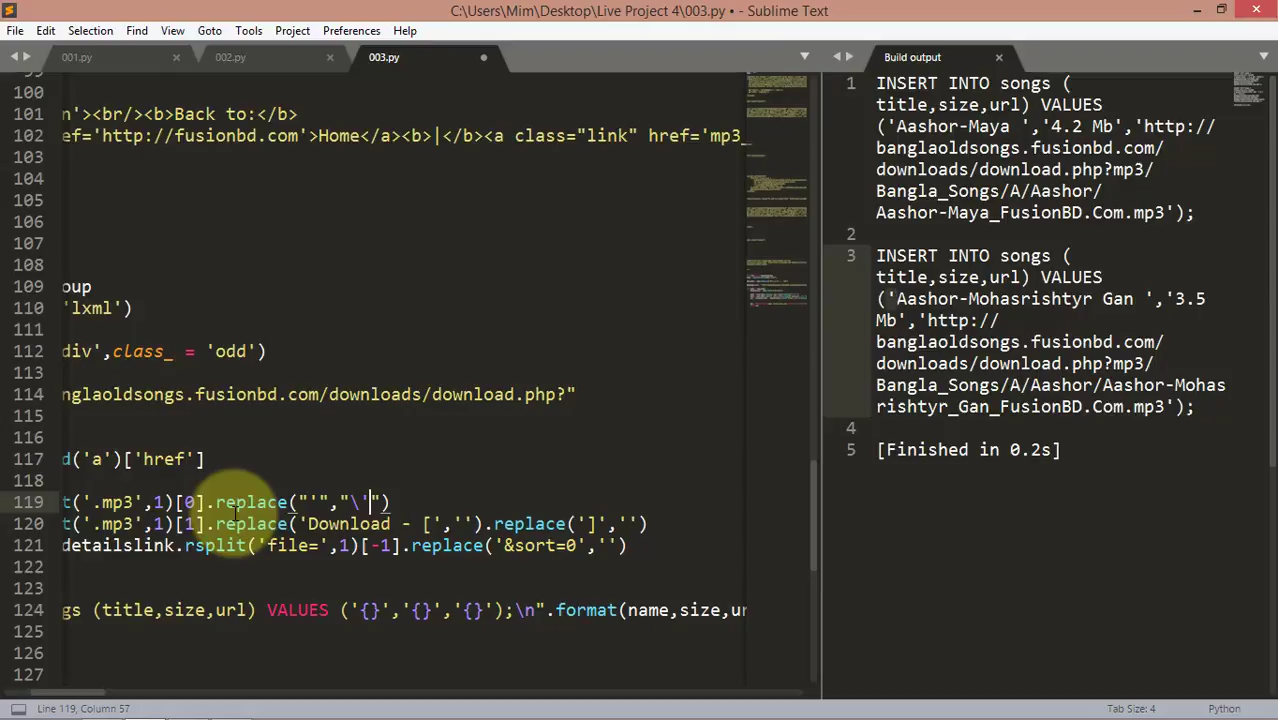 C:\Users\Mim\Desktop\Live Project 4\003.py • - Sublime Text
File Edit Selection Find View Goto Tools Project Preferences Help
001.py 002.py 003.py Build output
100
101 n'><br/><b>Back to:</b>
102 ef='http://fusionbd.com'>Home</a><b>|</b><a class="link" href='mp3
103
104
105
106
107
108
109 oup
110 'lxml')
111
112 div',class_ = 'odd')
113
114 nglaoldsongs.fusionbd.com/downloads/download.php?"
115
116
117 d('a')['href']
118
119 t('.mp3',1)[0].replace("'","\'")
120 t('.mp3',1)[1].replace('Download - [','').replace(']','')
121 detailslink.rsplit('file=',1)[-1].replace('&sort=0','')
122
123
124 gs (title,size,url) VALUES ('{}','{}','{}');\n".format(name,size,ur
125
126
127
1 INSERT INTO songs (
title,size,url) VALUES
('Aashor-Maya ','4.2 Mb','http://
banglaoldsongs.fusionbd.com/
downloads/download.php?mp3/
Bangla_Songs/A/Aashor/
Aashor-Maya_FusionBD.Com.mp3');
2
3 INSERT INTO songs (
title,size,url) VALUES
('Aashor-Mohasrishtyr Gan ','3.5
Mb','http://
banglaoldsongs.fusionbd.com/
downloads/download.php?mp3/
Bangla_Songs/A/Aashor/Aashor-Mohas
rishtyr_Gan_FusionBD.Com.mp3');
4
5 [Finished in 0.2s]
Line 119, Column 57 Tab Size: 4 Python